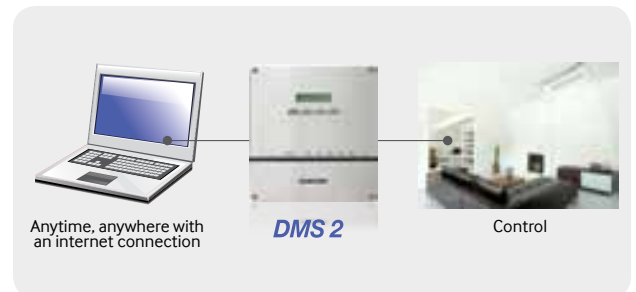 Anytime, anywhere with
an internet connection
DMS 2
Control